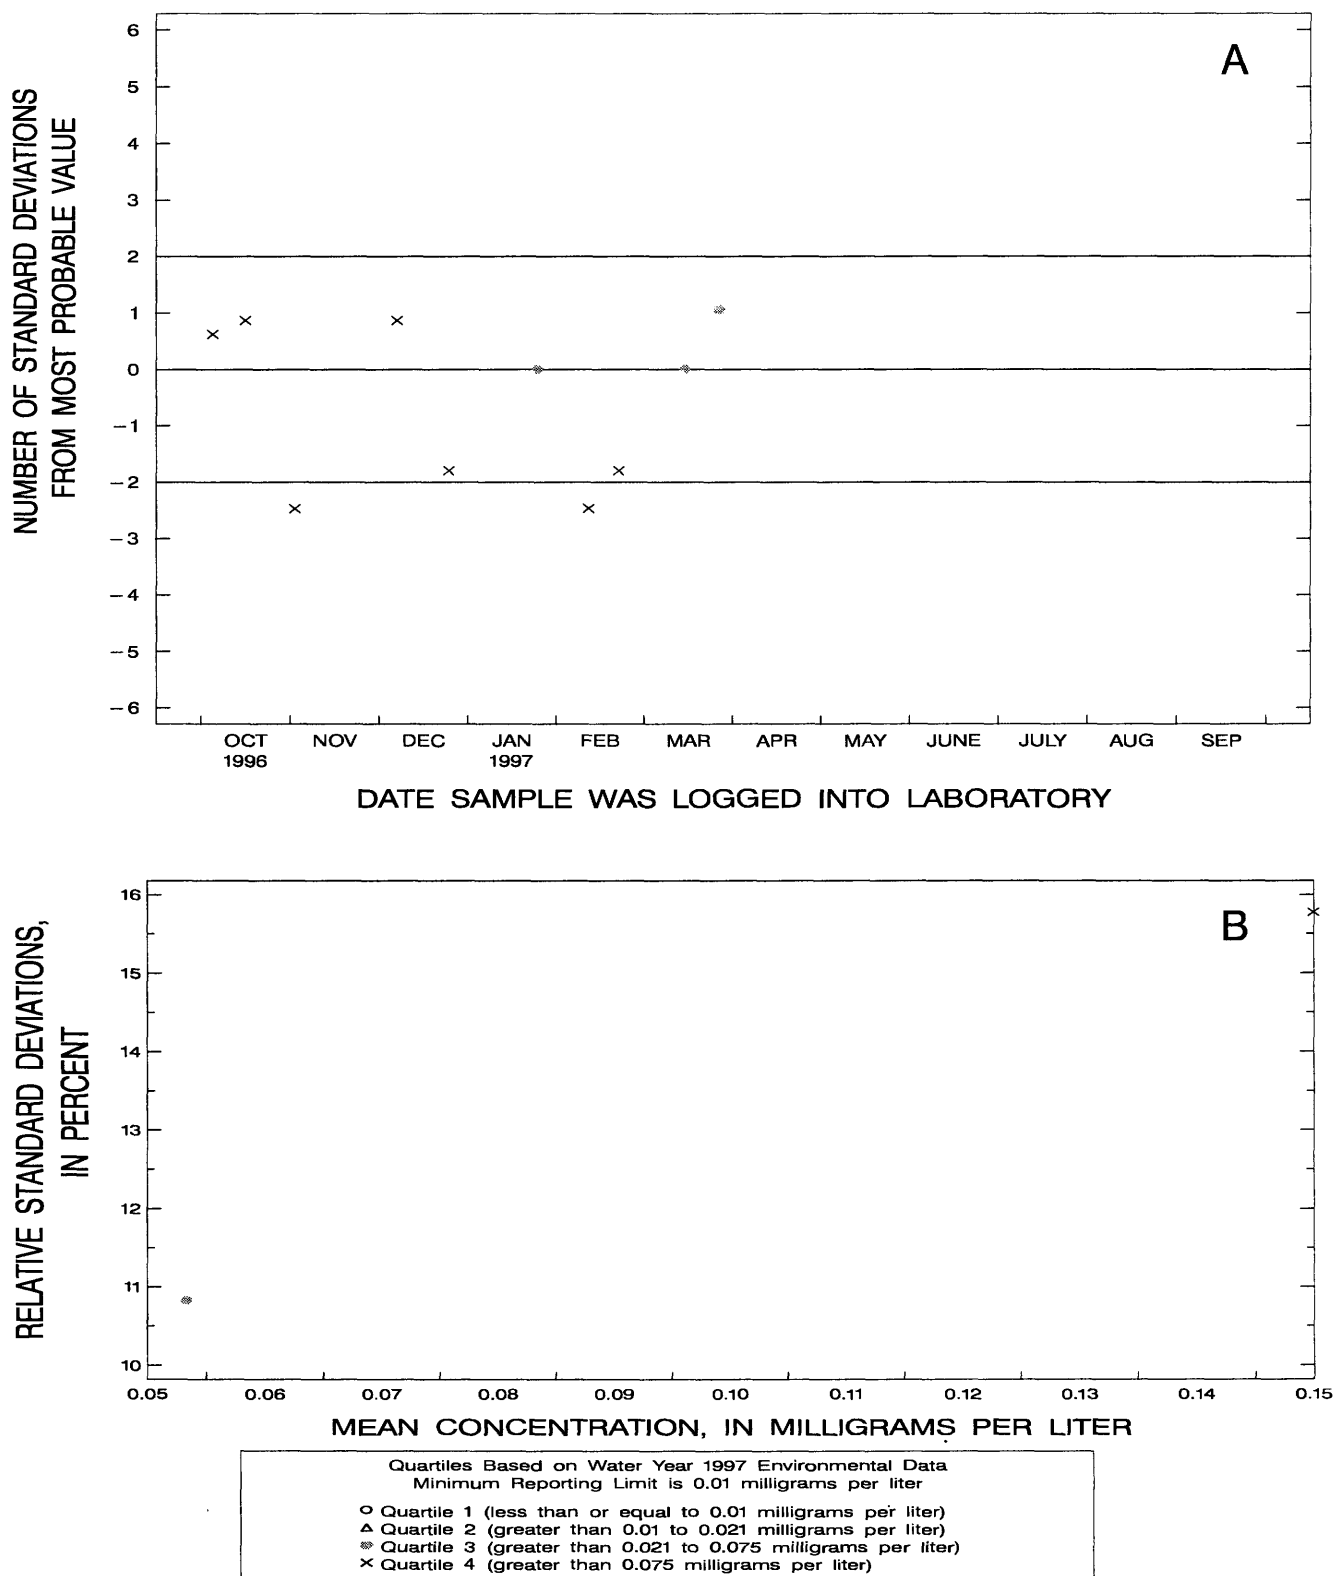 A
NUMBER OF STANDARD DEVIATIONS
FROM MOST PROBABLE VALUE
6
5
4
3
2
1
0
−1
−2
−3
−4
−5
−6
OCT NOV DEC JAN FEB MAR APR MAY JUNE JULY AUG SEP
1996 1997
DATE SAMPLE WAS LOGGED INTO LABORATORY
B
RELATIVE STANDARD DEVIATIONS,
IN PERCENT
16
15
14
13
12
11
10
0.05 0.06 0.07 0.08 0.09 0.10 0.11 0.12 0.13 0.14 0.15
MEAN CONCENTRATION, IN MILLIGRAMS PER LITER
Quartiles Based on Water Year 1997 Environmental Data
Minimum Reporting Limit is 0.01 milligrams per liter
Quartile 1 (less than or equal to 0.01 milligrams per liter)
Quartile 2 (greater than 0.01 to 0.021 milligrams per liter)
Quartile 3 (greater than 0.021 to 0.075 milligrams per liter)
Quartile 4 (greater than 0.075 milligrams per liter)